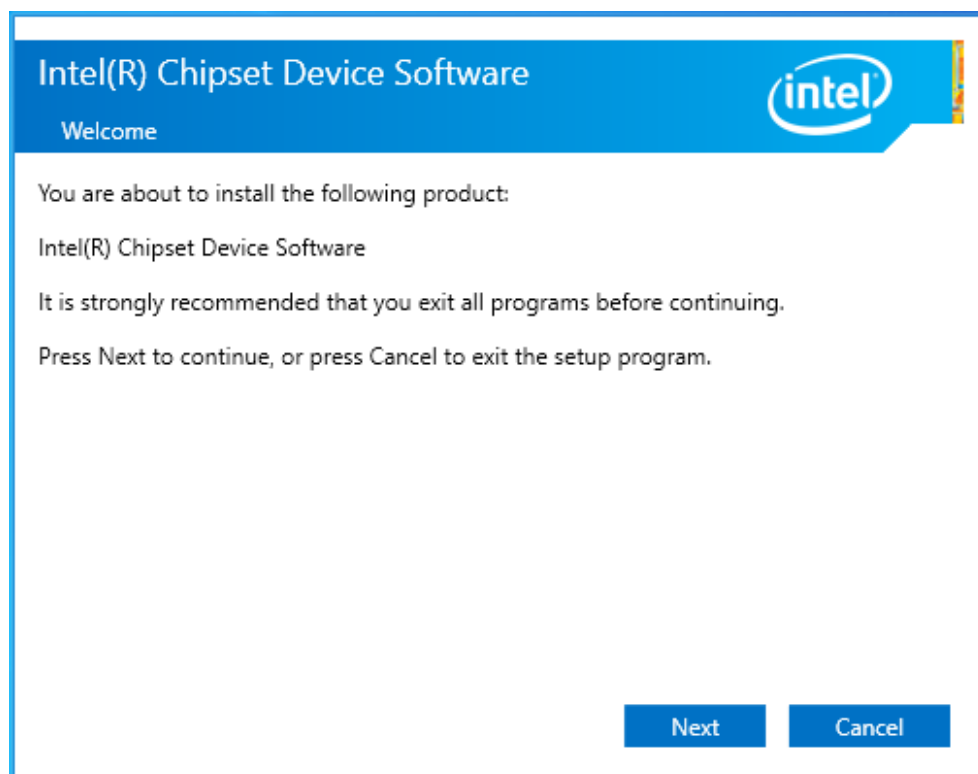 Intel(R) Chipset Device Software
intel
Welcome
You are about to install the following product:
Intel(R) Chipset Device Software
It is strongly recommended that you exit all programs before continuing.
Press Next to continue, or press Cancel to exit the setup program.
Next
Cancel